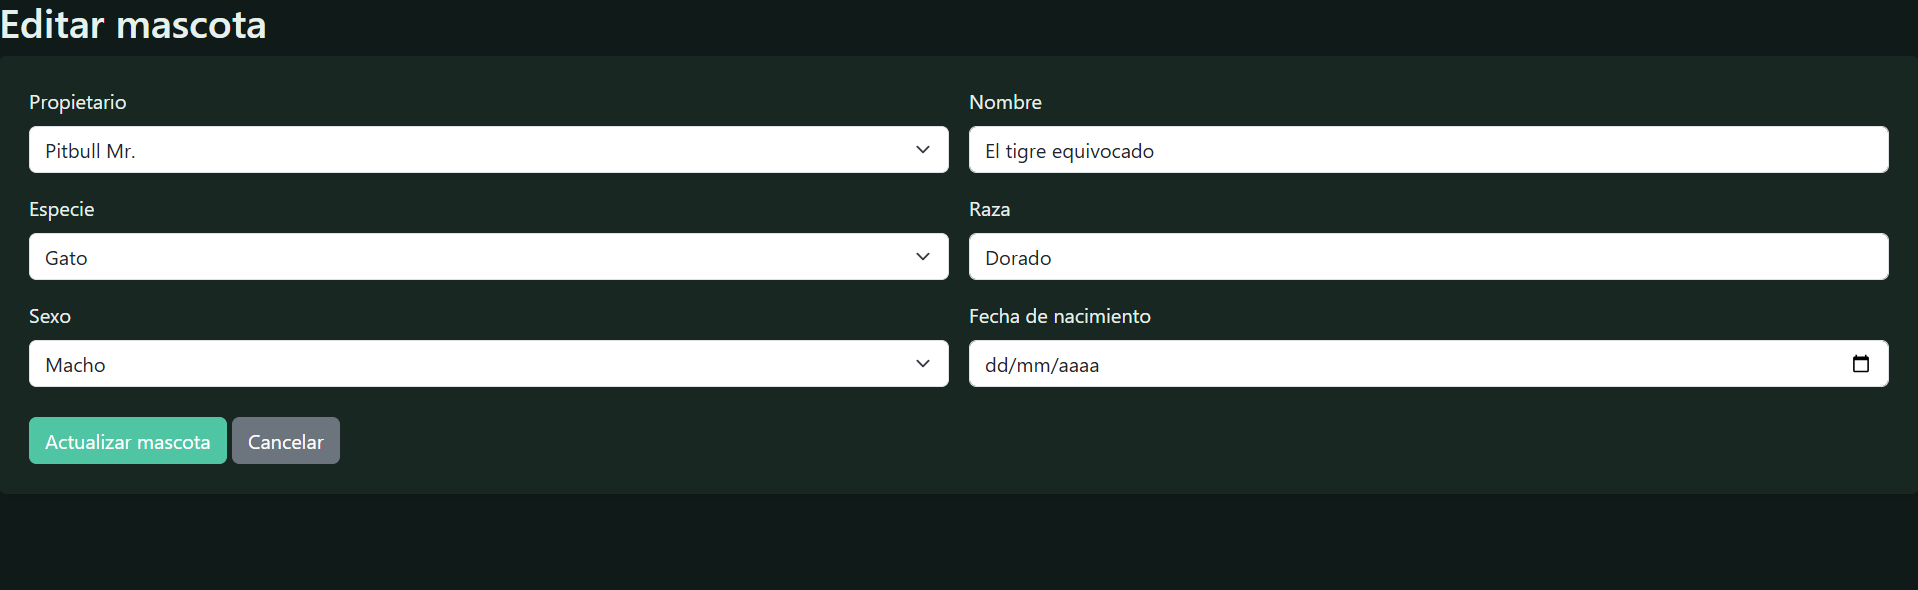 Editar mascota
Propietario
Pitbull Mr.
Nombre
El tigre equivocado
Especie
Gato
Raza
Dorado
Sexo
Macho
Fecha de nacimiento
dd/mm/aaaa
Actualizar mascota
Cancelar